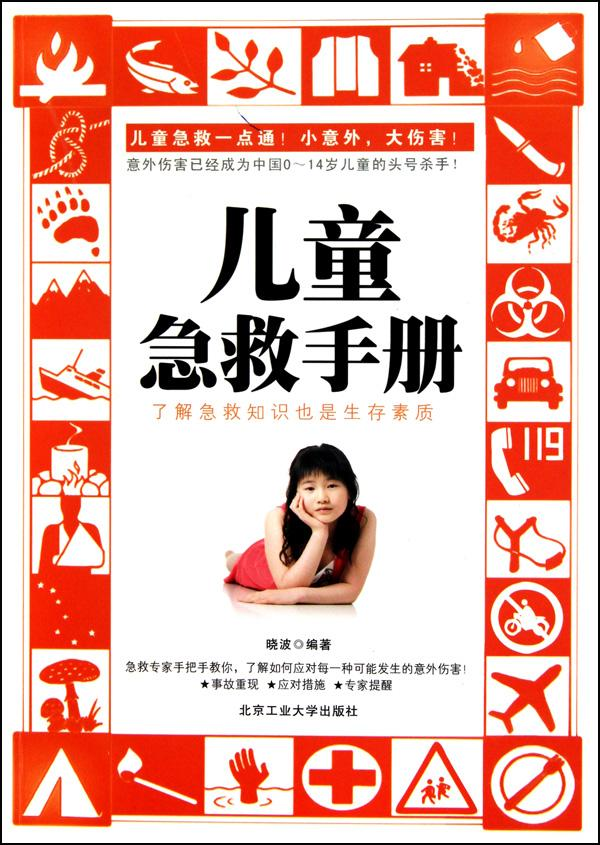 儿童急救一点通！小意外，大伤害！
意外伤害已经成为中国0～14岁儿童的头号杀手！
儿童
急救手册
了解急救知识也是生存素质
119
晓波◎编著
急救专家手把手教你，了解如何应对每一种可能发生的意外伤害！
★事故重现 ★应对措施 ★专家提醒
北京工业大学出版社